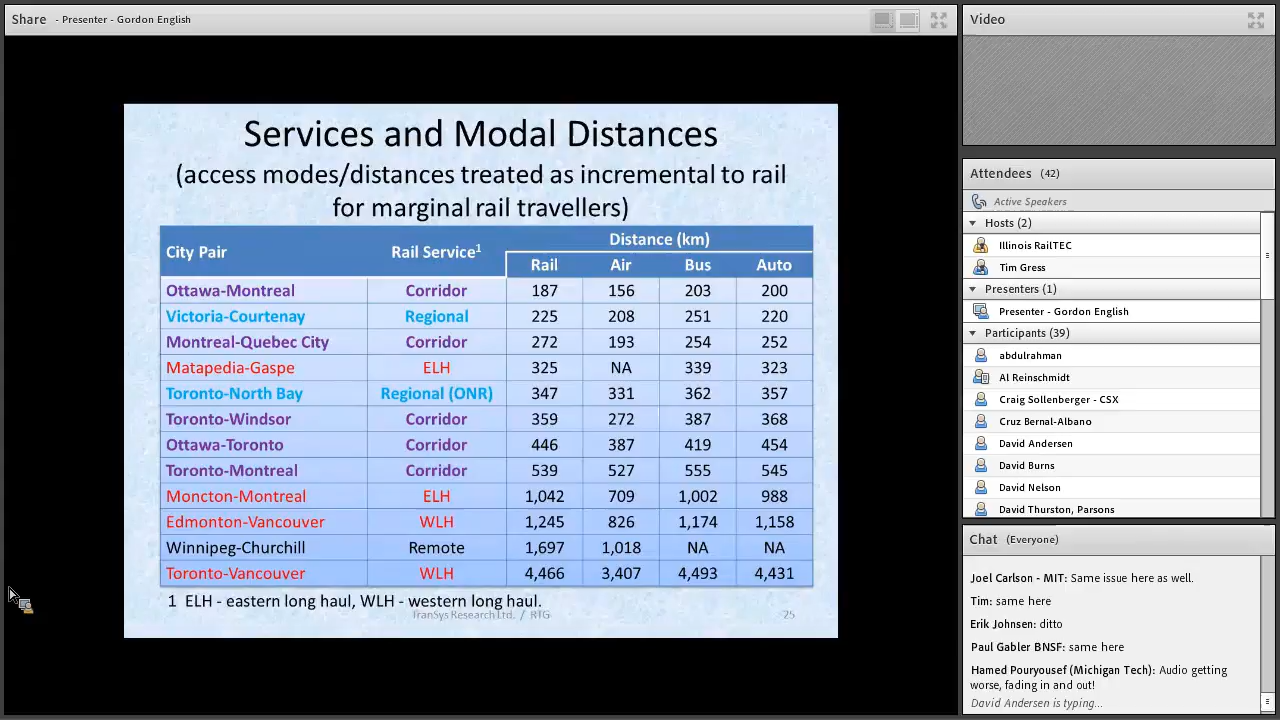 Share - Presenter - Gordon English
Services and Modal Distances
(access modes/distances treated as incremental to rail
for marginal rail travellers)
City Pair Rail Service1 Distance (km)
Rail Air Bus Auto
Ottawa-Montreal Corridor 187 156 203 200
Victoria-Courtenay Regional 225 208 251 220
Montreal-Quebec City Corridor 272 193 254 252
Matapedia-Gaspe ELH 325 NA 339 323
Toronto-North Bay Regional (ONR) 347 331 362 357
Toronto-Windsor Corridor 359 272 387 368
Ottawa-Toronto Corridor 446 387 419 454
Toronto-Montreal Corridor 539 527 555 545
Moncton-Montreal ELH 1,042 709 1,002 988
Edmonton-Vancouver WLH 1,245 826 1,174 1,158
Winnipeg-Churchill Remote 1,697 1,018 NA NA
Toronto-Vancouver WLH 4,466 3,407 4,493 4,431
1 ELH - eastern long haul, WLH - western long haul.
TranSys Research Ltd. / RTG 25
Video
Attendees (42)
Active Speakers
Hosts (2)
Illinois RailTEC
Tim Gress
Presenters (1)
Presenter - Gordon English
Participants (39)
abdulrahman
Al Reinschmidt
Craig Sollenberger - CSX
Cruz Bernal-Albano
David Andersen
David Burns
David Nelson
David Thurston, Parsons
Chat (Everyone)
Joel Carlson - MIT: Same issue here as well.
Tim: same here
Erik Johnsen: ditto
Paul Gabler BNSF: same here
Hamed Pouryousef (Michigan Tech): Audio getting
worse, fading in and out!
David Andersen is typing...